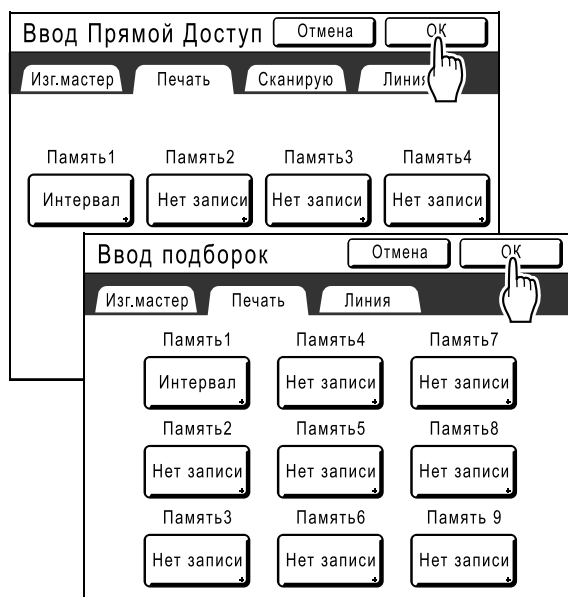 Ввод Прямой Доступ Отмена OK
Изг.мастер Печать Сканирую Линия
Память1 Память2 Память3 Память4
Интервал Нет записи Нет записи Нет записи
Ввод подборок Отмена OK
Изг.мастер Печать Линия
Память1 Память4 Память7
Интервал Нет записи Нет записи
Память2 Память5 Память8
Нет записи Нет записи Нет записи
Память3 Память6 Память 9
Нет записи Нет записи Нет записи